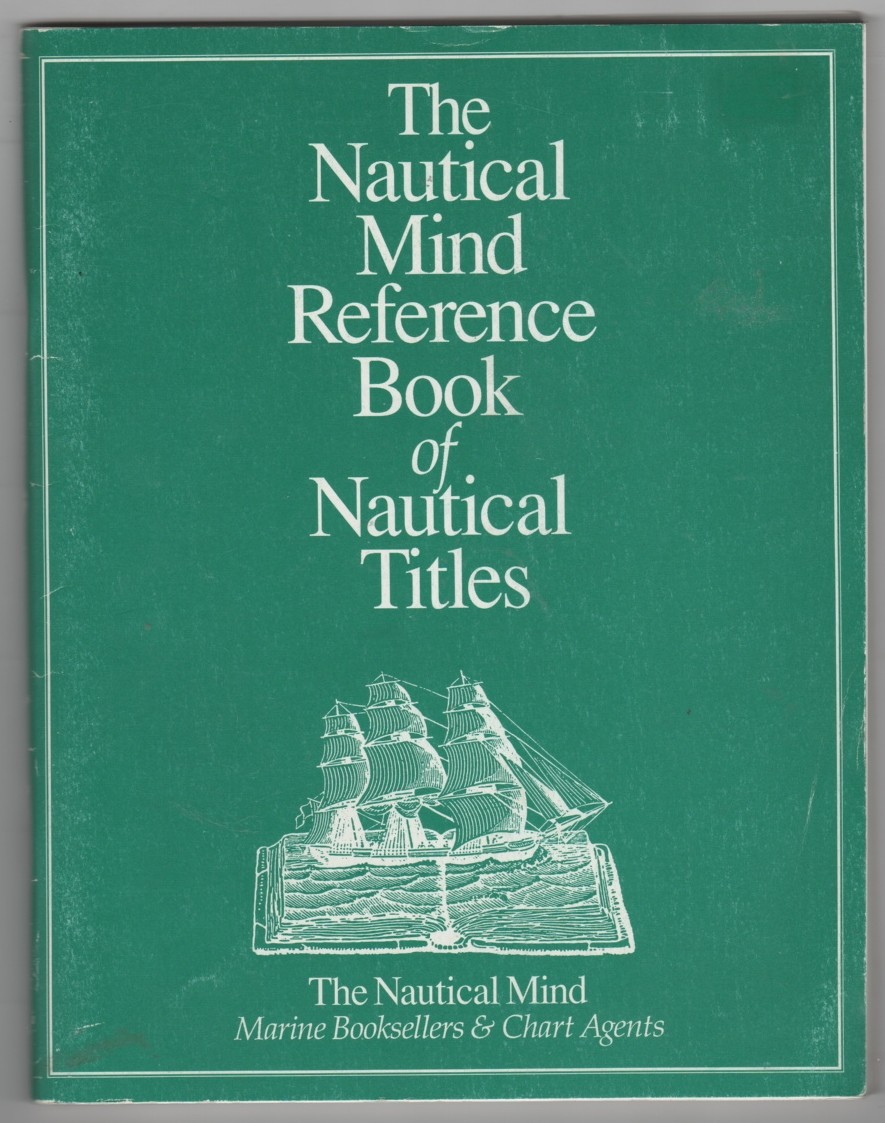 The
Nautical
Mind
Reference
Book
of
Nautical
Titles
The Nautical Mind
Marine Booksellers & Chart Agents